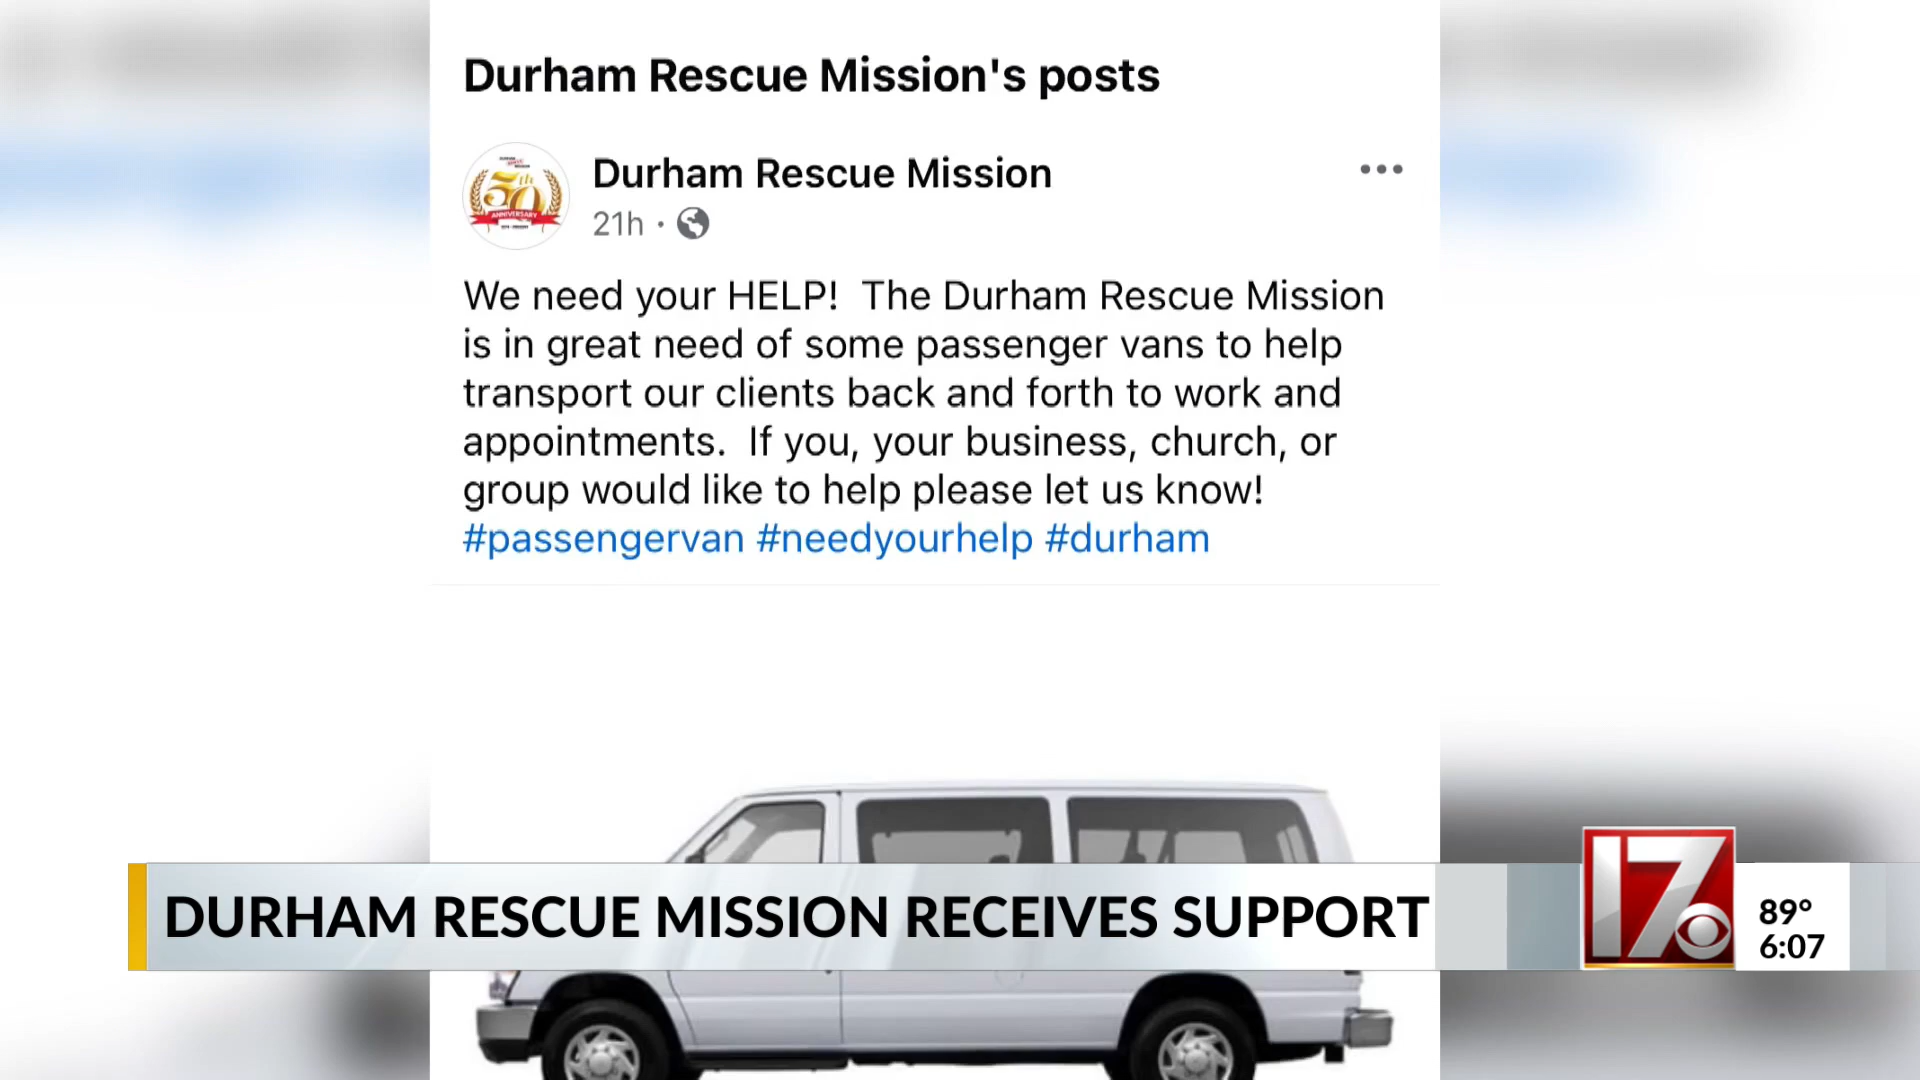 Durham Rescue Mission's posts
50th
ANNIVERSARY
Durham Rescue Mission
21h ·
We need your HELP!  The Durham Rescue Mission
is in great need of some passenger vans to help
transport our clients back and forth to work and
appointments.  If you, your business, church, or
group would like to help please let us know!
#passengervan #needyourhelp #durham
DURHAM RESCUE MISSION RECEIVES SUPPORT
17
89°
6:07